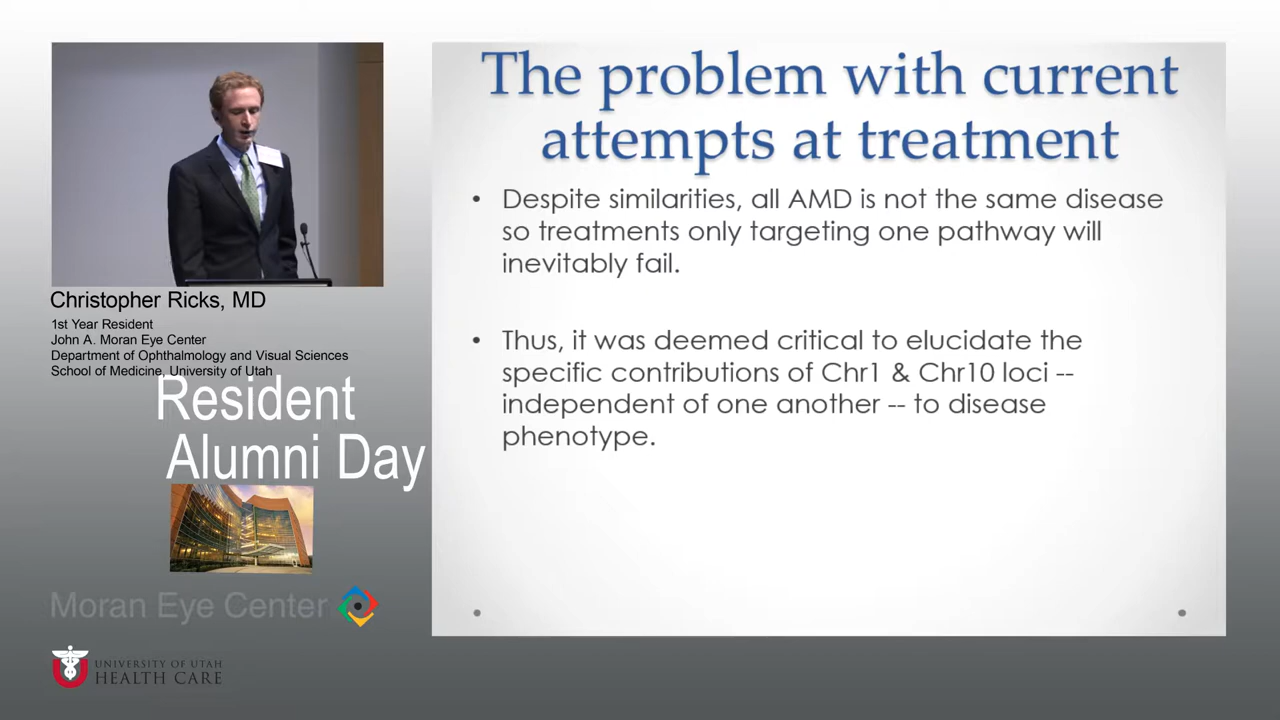 The problem with current
attempts at treatment
• Despite similarities, all AMD is not the same disease
so treatments only targeting one pathway will
inevitably fail.
• Thus, it was deemed critical to elucidate the
specific contributions of Chr1 & Chr10 loci --
independent of one another -- to disease
phenotype.
Christopher Ricks, MD
1st Year Resident
John A. Moran Eye Center
Department of Ophthalmology and Visual Sciences
School of Medicine, University of Utah
Resident
Alumni Day
Moran Eye Center
U
UNIVERSITY OF UTAH
HEALTH CARE